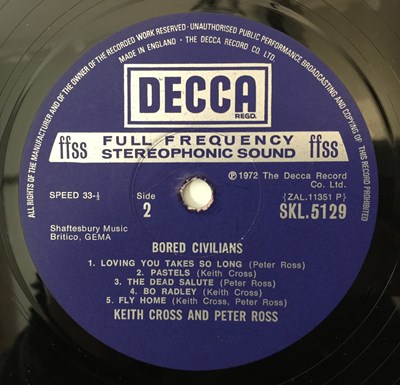 ALL RIGHTS OF THE MANUFACTURER AND OF THE OWNER OF THE RECORDED WORK RESERVED · UNAUTHORISED PUBLIC PERFORMANCE BROADCASTING AND COPYING OF THIS RECORD PROHIBITED
MADE IN ENGLAND · THE DECCA RECORD CO. LTD.
DECCA
REGD.
ffss FULL FREQUENCY ffss
STEREOPHONIC SOUND
Ⓟ 1972 The Decca Record
Co. Ltd.
SPEED 33-⅓ Side {ZAL.11351 P}
2 SKL.5129
Shaftesbury Music
Britico, GEMA
BORED CIVILIANS
1. LOVING YOU TAKES SO LONG (Peter Ross)
2. PASTELS (Keith Cross)
3. THE DEAD SALUTE (Keith Cross)
4. BO RADLEY (Keith Cross)
5. FLY HOME (Keith Cross, Peter Ross)
KEITH CROSS AND PETER ROSS